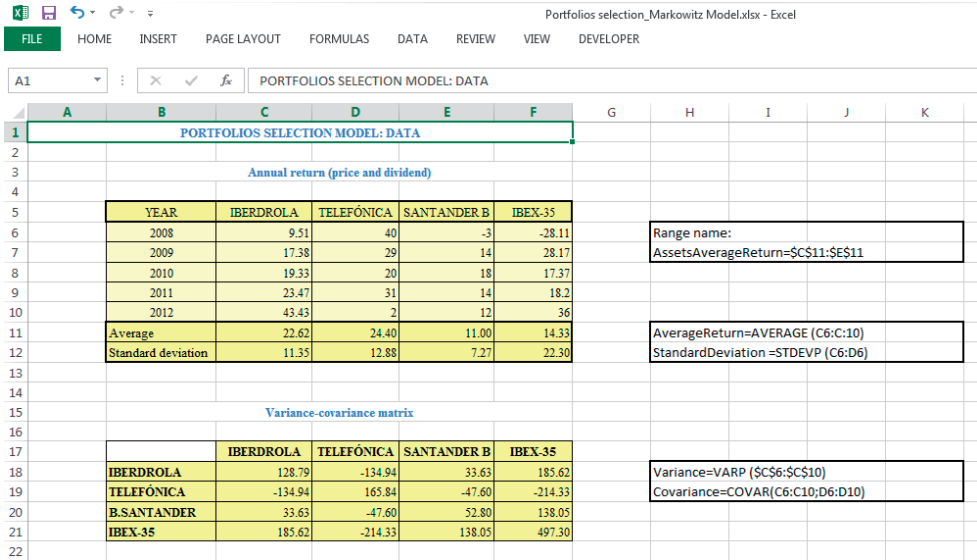 Portfolios selection_Markowitz Model.xlsx - Excel
FILE HOME INSERT PAGE LAYOUT FORMULAS DATA REVIEW VIEW DEVELOPER
A1 fx PORTFOLIOS SELECTION MODEL: DATA
A B C D E F G H I J K
1 PORTFOLIOS SELECTION MODEL: DATA
2
3 Annual return (price and dividend)
4
5 YEAR IBERDROLA TELEFÓNICA SANTANDER B IBEX-35
6 2008 9.51 40 -3 -28.11 Range name:
7 2009 17.38 29 14 28.17 AssetsAverageReturn=$C$11:$E$11
8 2010 19.33 20 18 17.37
9 2011 23.47 31 14 18.2
10 2012 43.43 2 12 36
11 Average 22.62 24.40 11.00 14.33 AverageReturn=AVERAGE (C6:C:10)
12 Standard deviation 11.35 12.88 7.27 22.30 StandardDeviation =STDEVP (C6:D6)
13
14
15 Variance-covariance matrix
16
17 IBERDROLA TELEFÓNICA SANTANDER B IBEX-35
18 IBERDROLA 128.79 -134.94 33.63 185.62 Variance=VARP ($C$6:$C$10)
19 TELEFÓNICA -134.94 165.84 -47.60 -214.33 Covariance=COVAR(C6:C10;D6:D10)
20 B.SANTANDER 33.63 -47.60 52.80 138.05
21 IBEX-35 185.62 -214.33 138.05 497.30
22